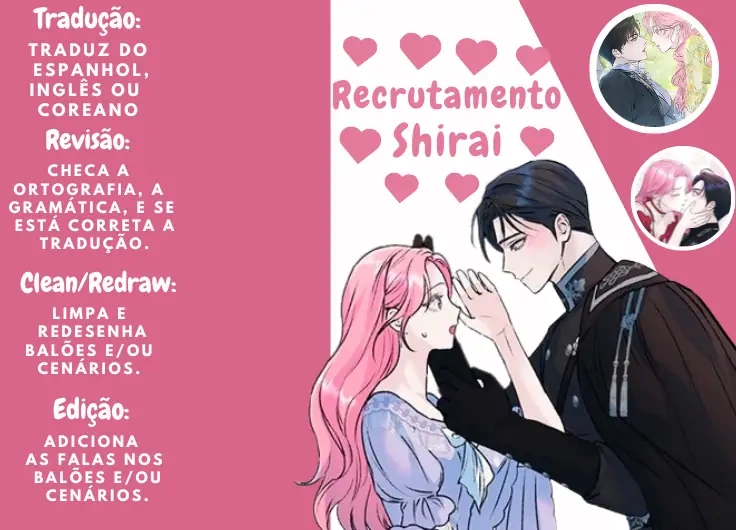 Tradução:
TRADUZ DO
ESPANHOL,
INGLÊS OU
COREANO
Revisão:
CHECA A
ORTOGRAFIA, A
GRAMÁTICA, E SE
ESTÁ CORRETA A
TRADUÇÃO.
Clean/Redraw:
LIMPA E
REDESENHA
BALÕES E/OU
CENÁRIOS.
Edição:
ADICIONA
AS FALAS NOS
BALÕES E/OU
CENÁRIOS.
Recrutamento
Shirai